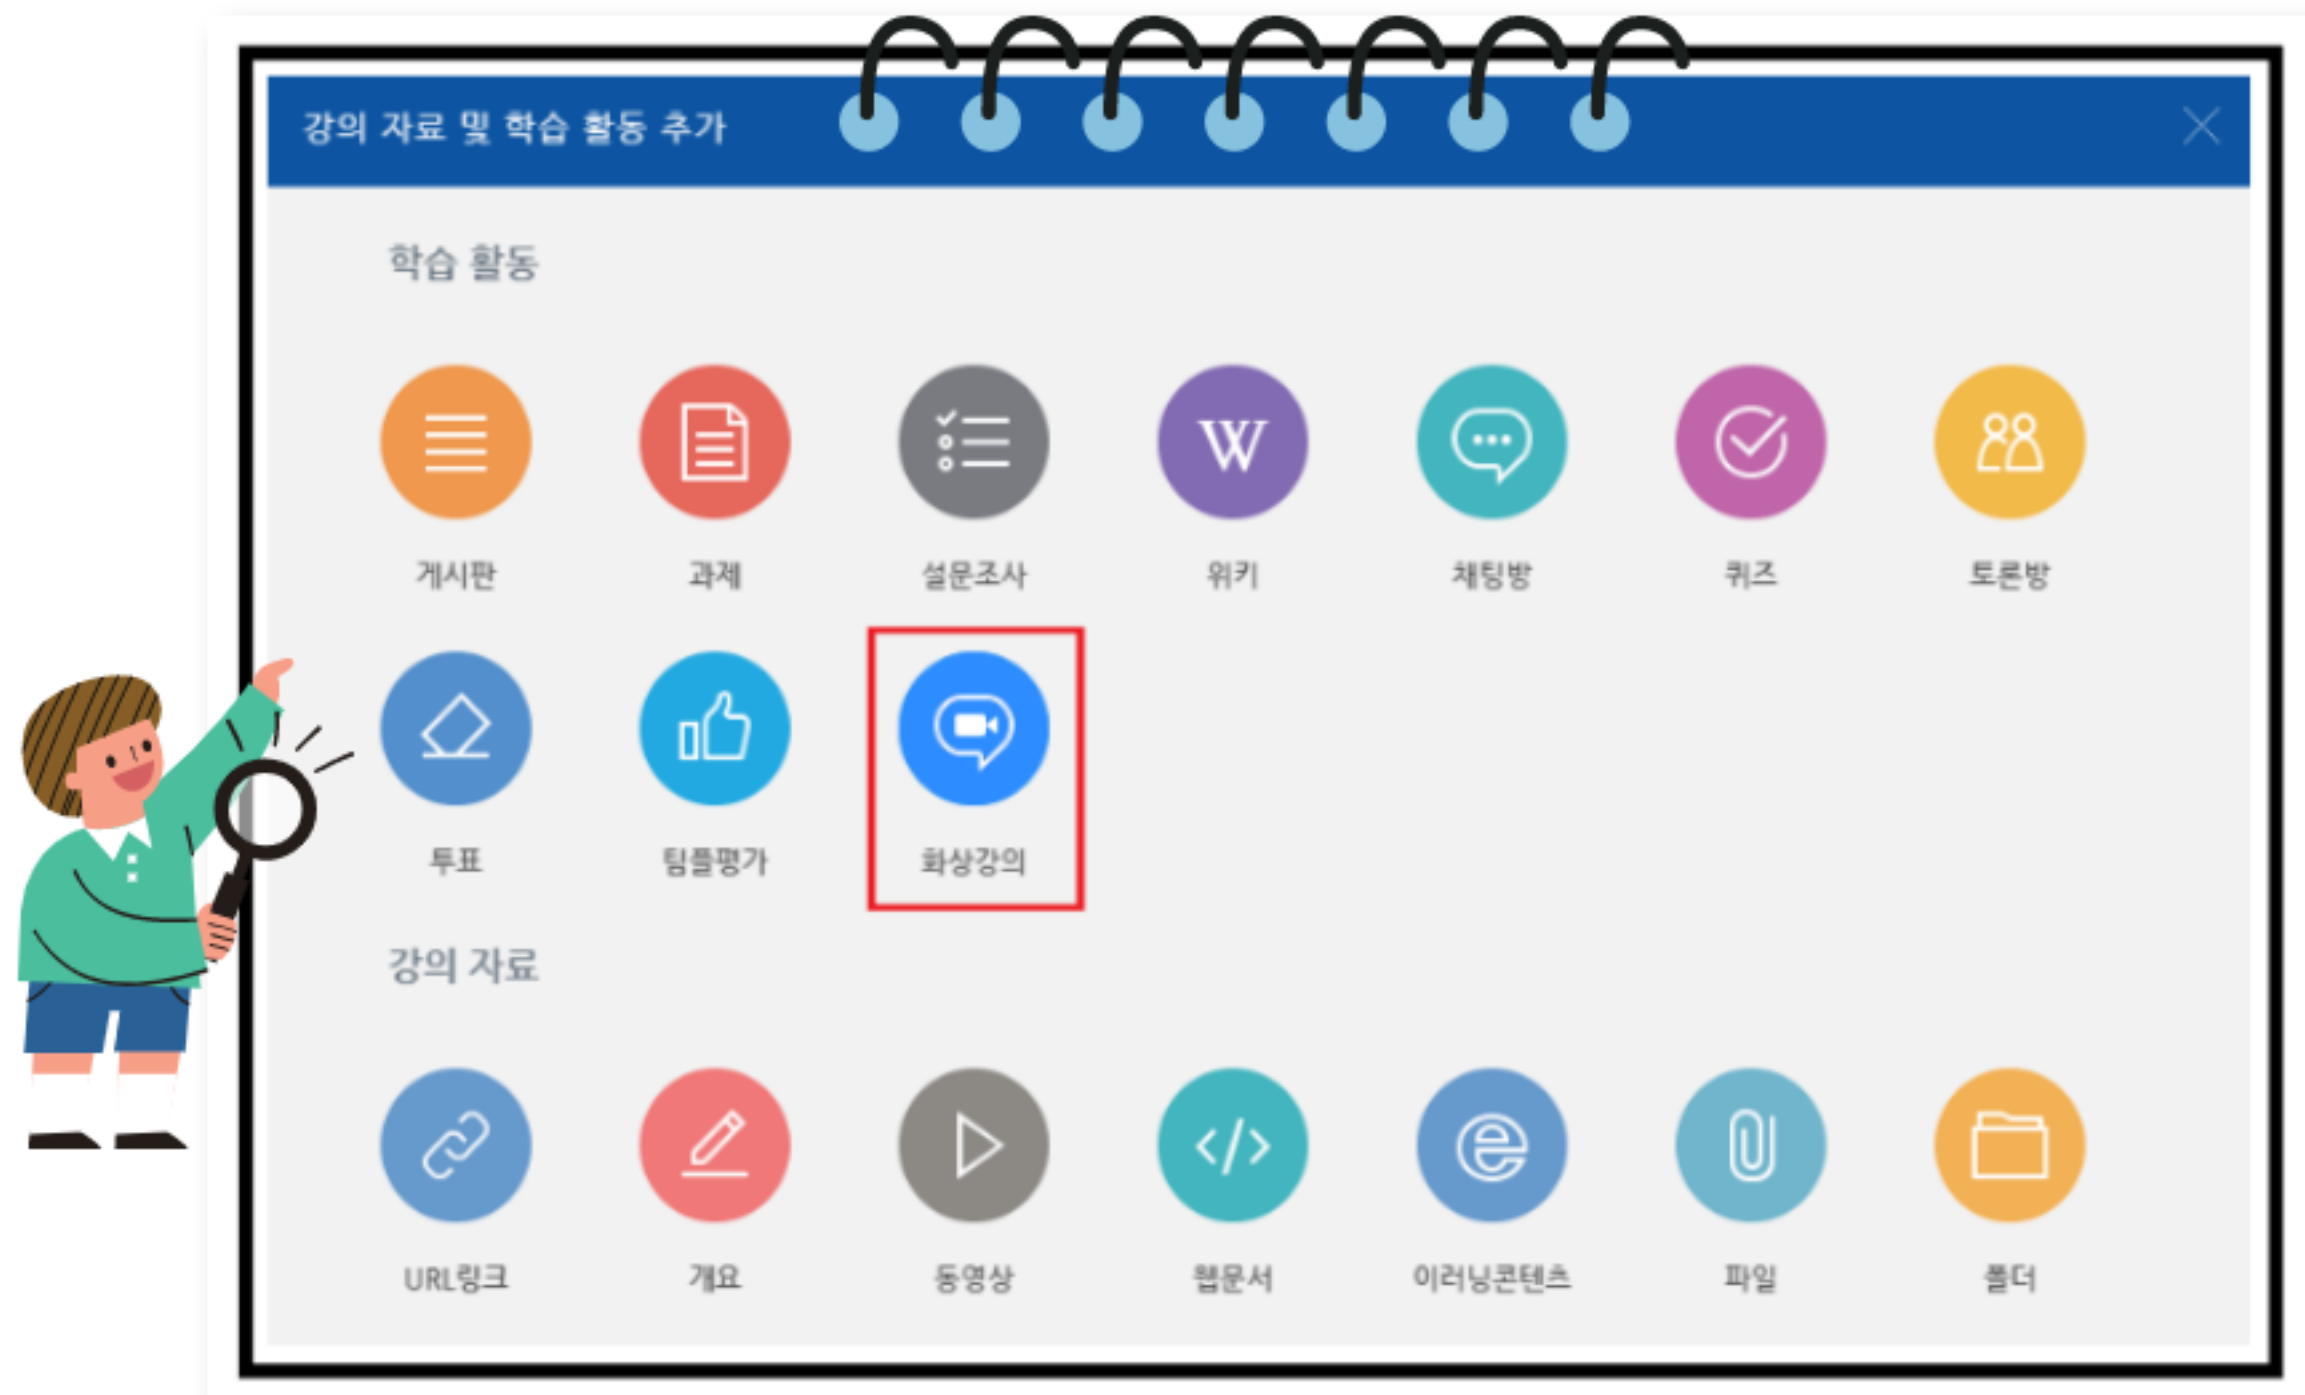 강의 자료 및 학습 활동 추가
학습 활동
게시판 과제 설문조사 위키 채팅방 퀴즈 토론방
투표 팀플평가 화상강의
강의 자료
URL링크 개요 동영상 웹문서 이러닝콘텐츠 파일 폴더